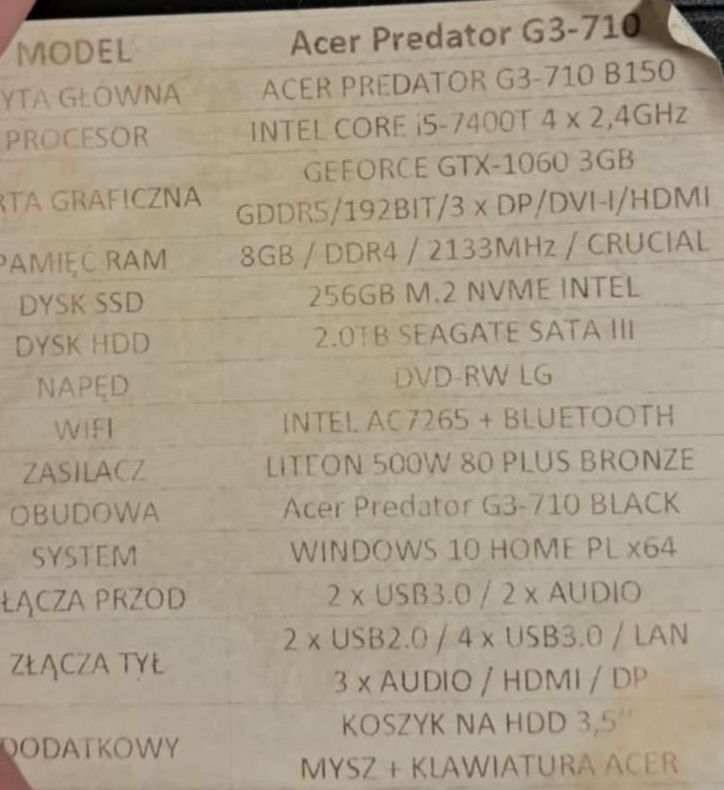 MODEL Acer Predator G3-710
YTA GŁÓWNA ACER PREDATOR G3-710 B150
PROCESOR INTEL CORE i5-7400T 4 x 2,4GHz
RTA GRAFICZNA GEFORCE GTX-1060 3GB
GDDR5/192BIT/3 x DP/DVI-I/HDMI
PAMIĘĆ RAM 8GB / DDR4 / 2133MHz / CRUCIAL
DYSK SSD 256GB M.2 NVME INTEL
DYSK HDD 2.0TB SEAGATE SATA III
NAPĘD DVD-RW LG
WIFI INTEL AC7265 + BLUETOOTH
ZASILACZ LITEON 500W 80 PLUS BRONZE
OBUDOWA Acer Predator G3-710 BLACK
SYSTEM WINDOWS 10 HOME PL x64
ŁĄCZA PRZÓD 2 x USB3.0 / 2 x AUDIO
ZŁĄCZA TYŁ 2 x USB2.0 / 4 x USB3.0 / LAN
3 x AUDIO / HDMI / DP
DODATKOWY KOSZYK NA HDD 3,5"
MYSZ + KLAWIATURA ACER